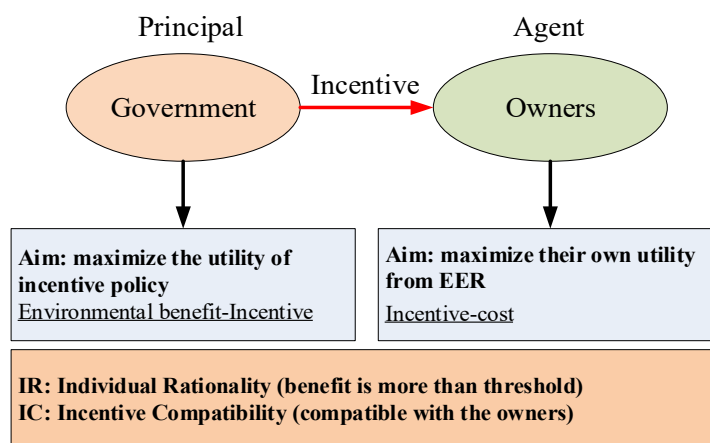 Principal
Agent
Incentive
Government
Owners
Aim: maximize the utility of
incentive policy
Environmental benefit-Incentive
Aim: maximize their own utility
from EER
Incentive-cost
IR: Individual Rationality (benefit is more than threshold)
IC: Incentive Compatibility (compatible with the owners)